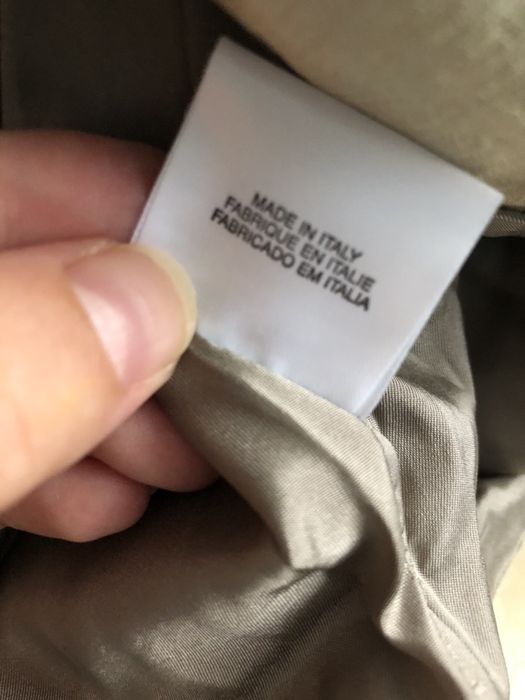 MADE IN ITALY
FABRIQUE EN ITALIE
FABRICADO EM ITALIA